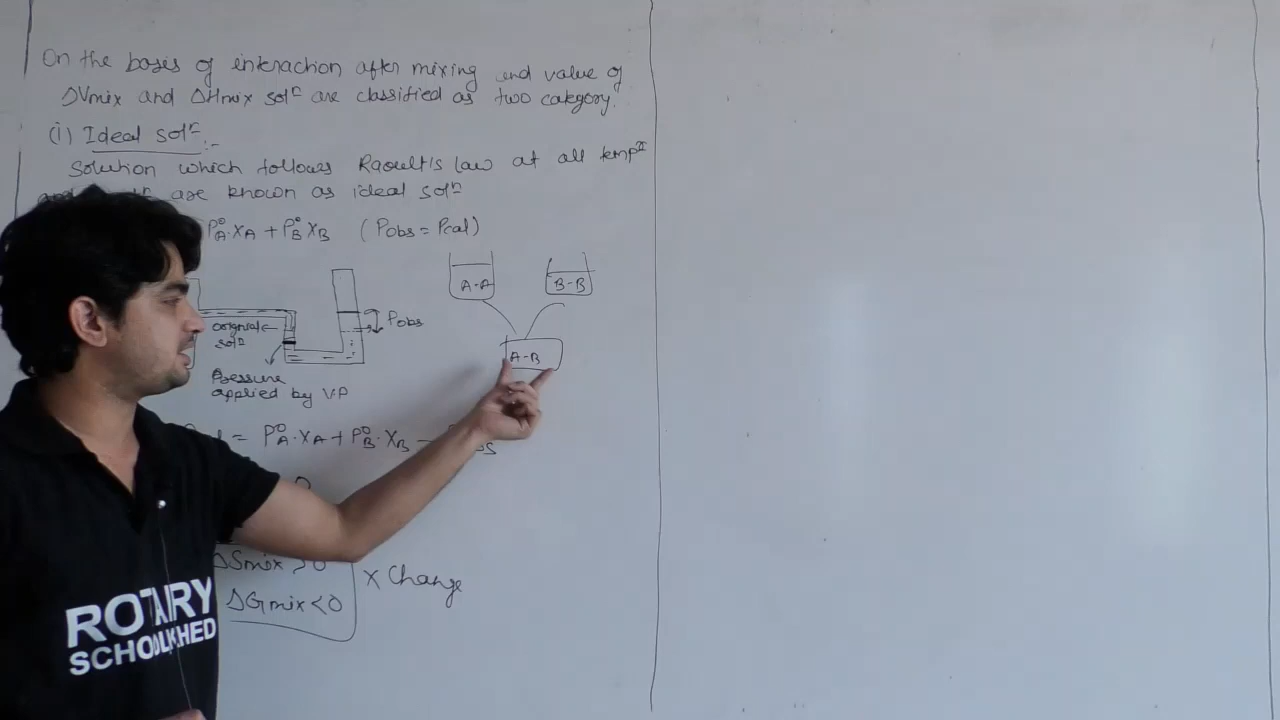 On the bases of interaction after mixing and value of
ΔVmix and ΔHmix solⁿ are classified as two category.
(i) Ideal solⁿ :-
Solution which follows Raoult's law at all tempr
are known as ideal solⁿ
P°A·XA + P°B XB (Pobs = Pcal)
A-A B-B
original solⁿ
Pobs
A-B
Pressure
applied by V.P
= P°A·XA + P°B·XB =
ΔSmix >0
ΔGmix <0
x Change
ROTARY
SCHOOL